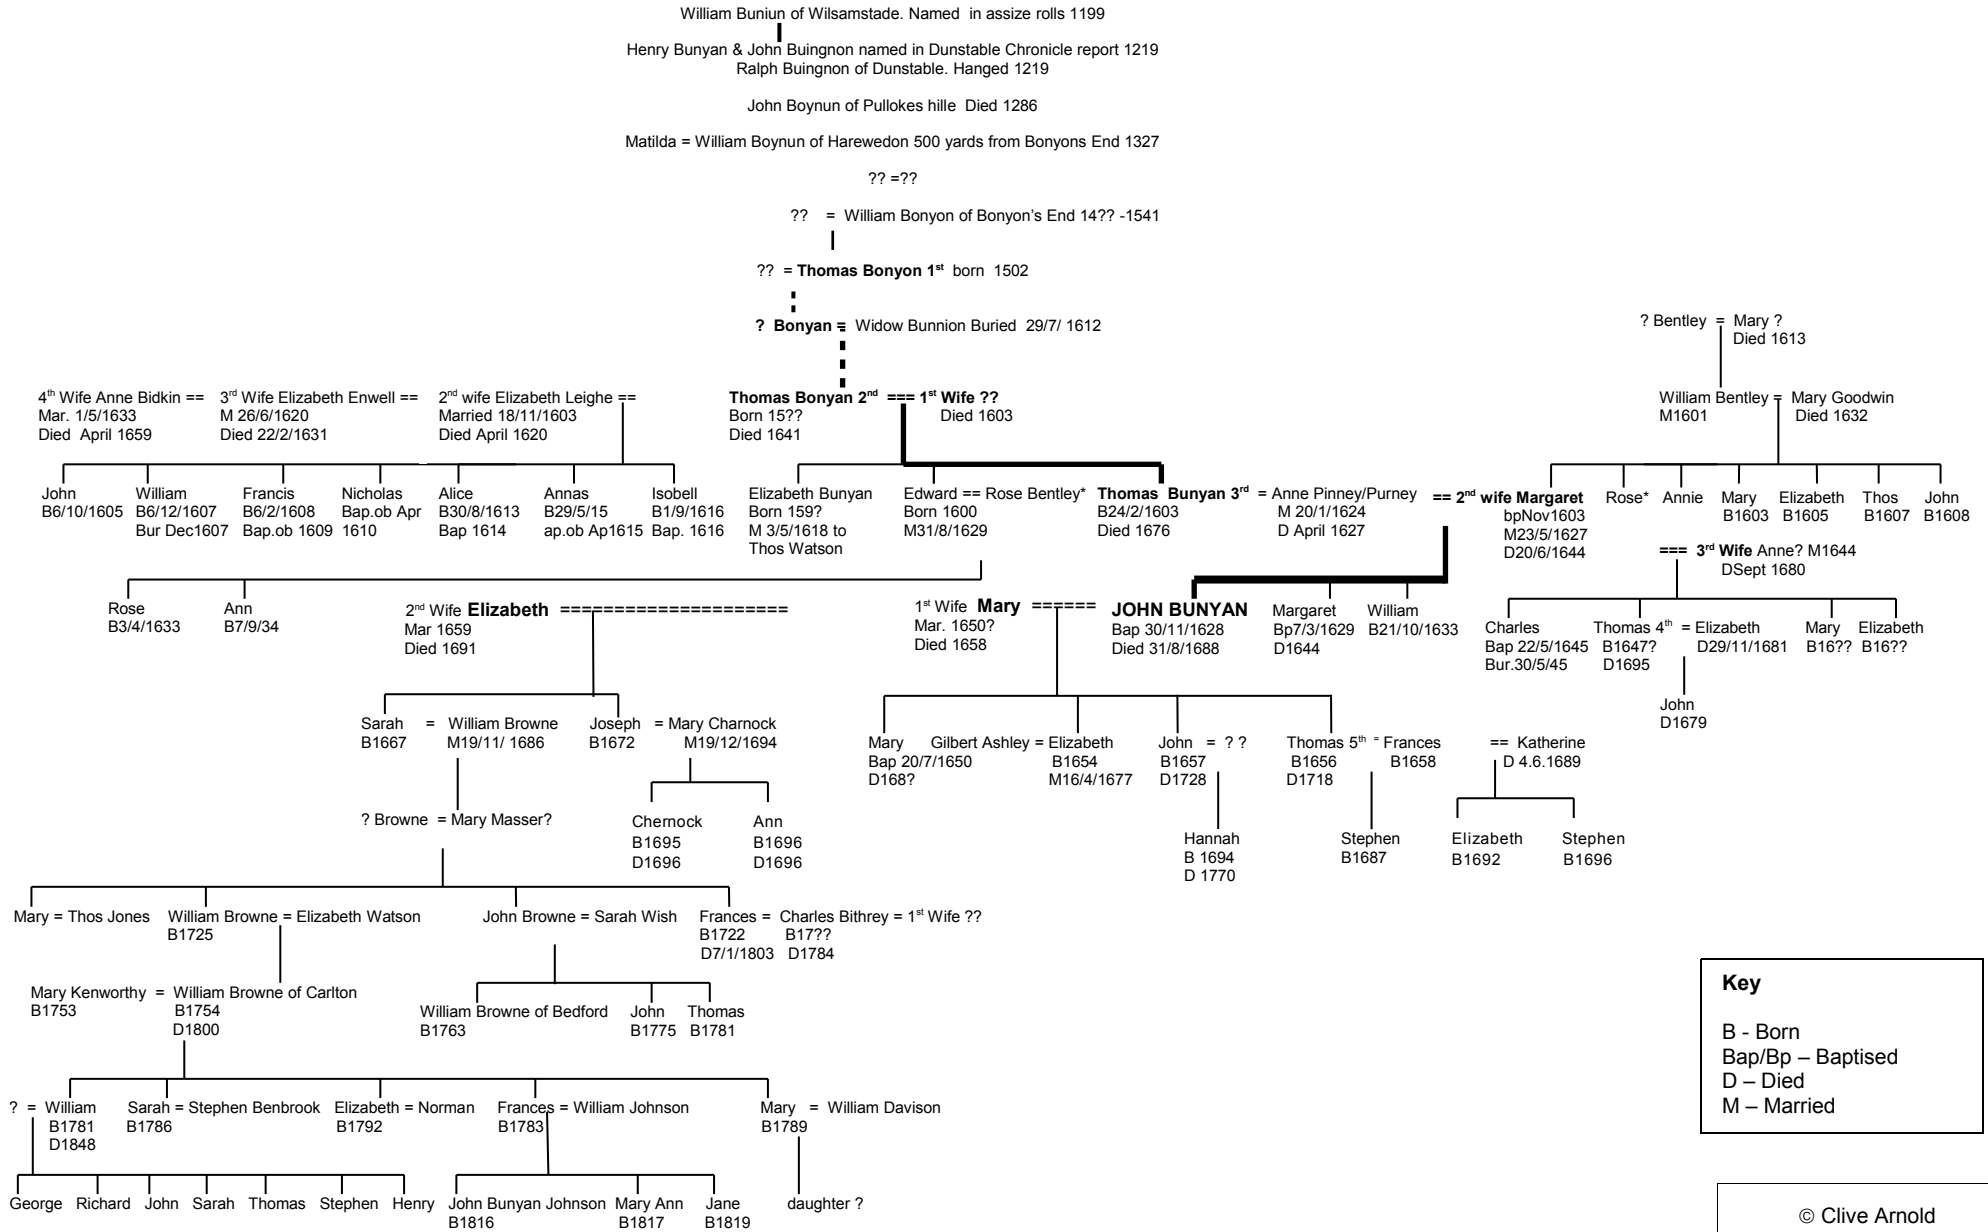 William Buniun of Wilsamstade. Named in assize rolls 1199
Henry Bunyan & John Buingnon named in Dunstable Chronicle report 1219
Ralph Buingnon of Dunstable. Hanged 1219
John Boynun of Pullokes hille Died 1286
Matilda = William Boynun of Harewedon 500 yards from Bonyons End 1327
?? =??
?? = William Bonyon of Bonyon’s End 14?? -1541
?? = Thomas Bonyon 1st born 1502
? Bonyan = Widow Bunnion Buried 29/7/ 1612
? Bentley = Mary ?
Died 1613
4th Wife Anne Bidkin ==
Mar. 1/5/1633
Died April 1659
3rd Wife Elizabeth Enwell ==
M 26/6/1620
Died 22/2/1631
2nd wife Elizabeth Leighe ==
Married 18/11/1603
Died April 1620
Thomas Bonyan 2nd === 1st Wife ??
Born 15??
Died 1641
Died 1603
William Bentley = Mary Goodwin
M1601
Died 1632
John
B6/10/1605
William
B6/12/1607
Bur Dec1607
Francis
B6/2/1608
Bap.ob 1609
Nicholas
Bap.ob Apr
1610
Alice
B30/8/1613
Bap 1614
Annas
B29/5/15
ap.ob Ap1615
Isobell
B1/9/1616
Bap. 1616
Elizabeth Bunyan
Born 159?
M 3/5/1618 to
Thos Watson
Edward == Rose Bentley*
Born 1600
M31/8/1629
Thomas Bunyan 3rd = Anne Pinney/Purney
B24/2/1603
Died 1676
M 20/1/1624
D April 1627
== 2nd wife Margaret
bpNov1603
M23/5/1627
D20/6/1644
Rose*
Annie
Mary
B1603
Elizabeth
B1605
Thos
B1607
John
B1608
=== 3rd Wife Anne? M1644
DSept 1680
Rose
B3/4/1633
Ann
B7/9/34
2nd Wife Elizabeth =====================
Mar 1659
Died 1691
1st Wife Mary ======
Mar. 1650?
Died 1658
JOHN BUNYAN
Bap 30/11/1628
Died 31/8/1688
Margaret
Bp7/3/1629
D1644
William
B21/10/1633
Charles
Bap 22/5/1645
Bur.30/5/45
Thomas 4th = Elizabeth
B1647?
D1695
D29/11/1681
Mary
B16??
Elizabeth
B16??
John
D1679
Sarah = William Browne
B1667
M19/11/ 1686
Joseph = Mary Charnock
B1672
M19/12/1694
Mary
Bap 20/7/1650
D168?
Gilbert Ashley = Elizabeth
B1654
M16/4/1677
John = ? ?
B1657
D1728
Thomas 5th = Frances
B1656
D1718
B1658
== Katherine
D 4.6.1689
? Browne = Mary Masser?
Chernock
B1695
D1696
Ann
B1696
D1696
Hannah
B 1694
D 1770
Stephen
B1687
Elizabeth
B1692
Stephen
B1696
Mary = Thos Jones
William Browne = Elizabeth Watson
B1725
John Browne = Sarah Wish
Frances = Charles Bithrey = 1st Wife ??
B1722
D7/1/1803
B17??
D1784
Mary Kenworthy = William Browne of Carlton
B1753
B1754
D1800
William Browne of Bedford
B1763
John
B1775
Thomas
B1781
? = William
B1781
D1848
Sarah = Stephen Benbrook
B1786
Elizabeth = Norman
B1792
Frances = William Johnson
B1783
Mary = William Davison
B1789
George
Richard
John
Sarah
Thomas
Stephen
Henry
John Bunyan Johnson
B1816
Mary Ann
B1817
Jane
B1819
daughter ?
Key
B - Born
Bap/Bp – Baptised
D – Died
M – Married
© Clive Arnold